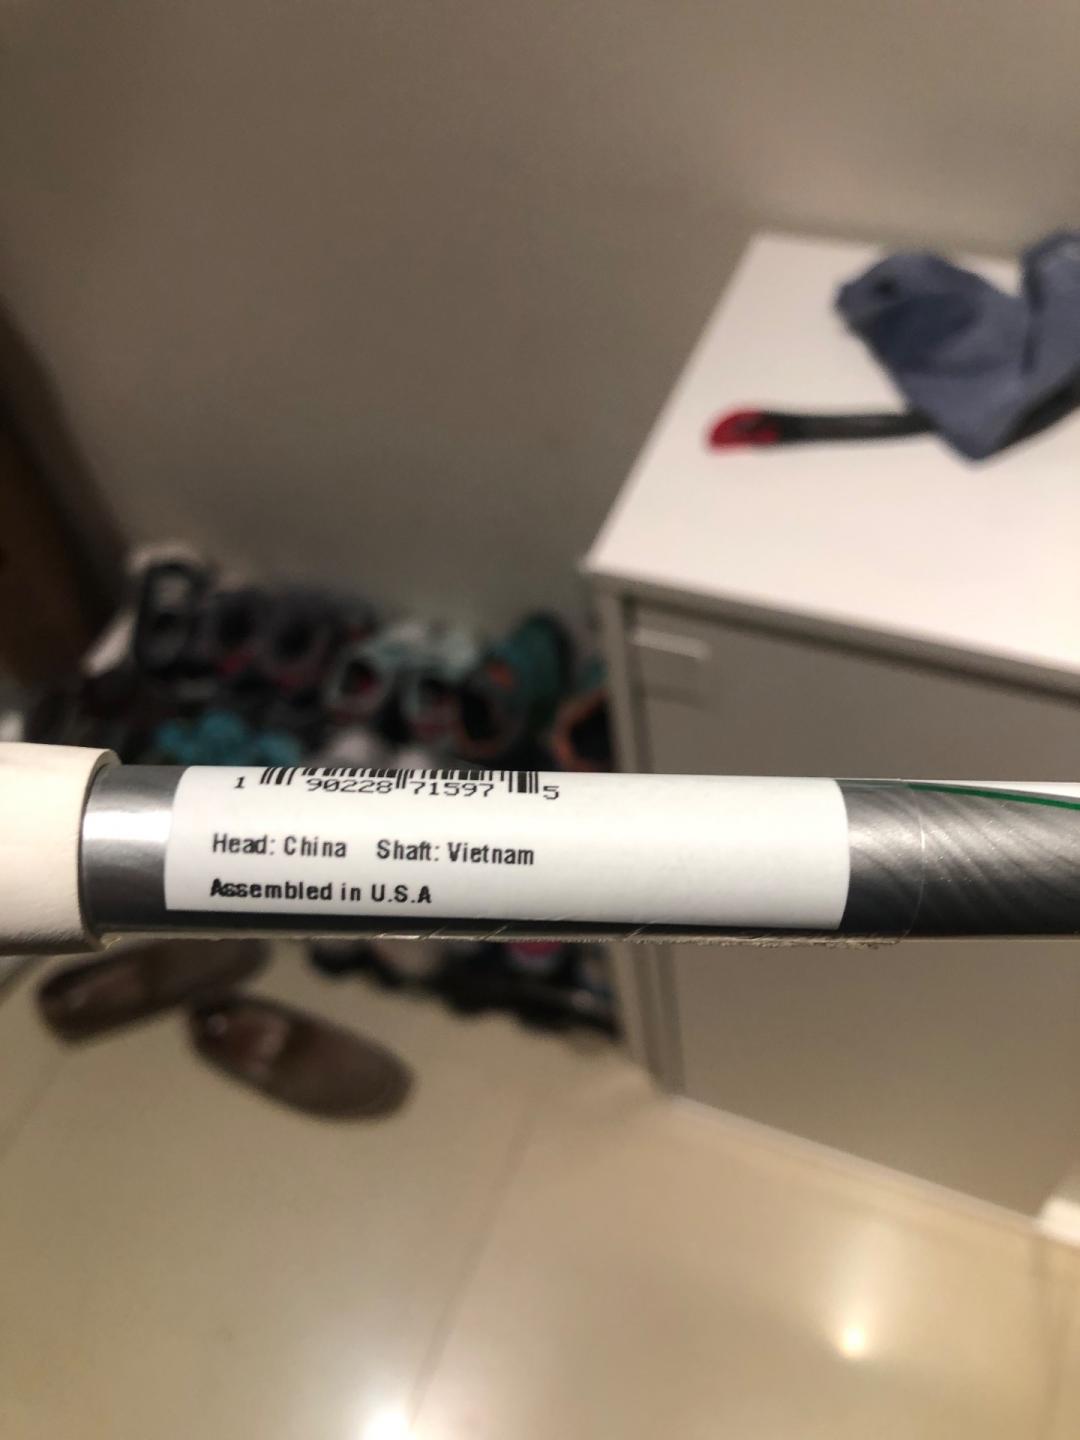 1 90228 71597 5
Head: China Shaft: Vietnam
Assembled in U.S.A